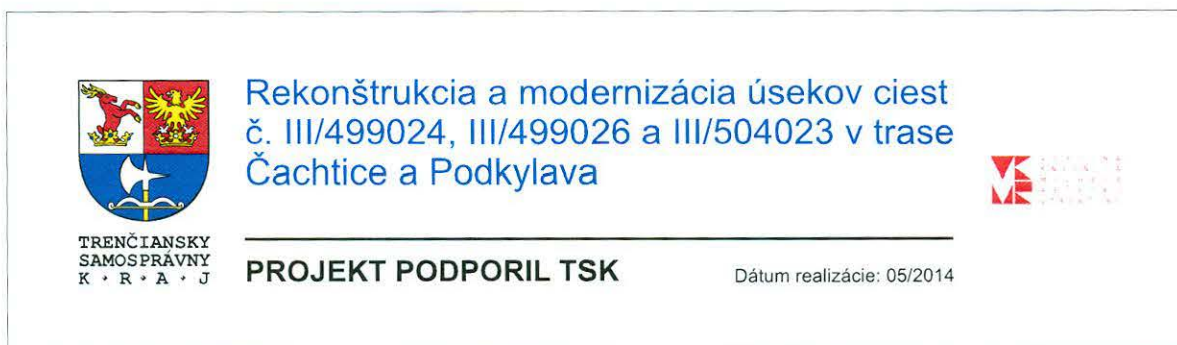 Rekonštrukcia a modernizácia úsekov ciest
č. III/499024, III/499026 a III/504023 v trase
Čachtice a Podkylava
TRENČIANSKY
SAMOSPRÁVNY
K · R · A · J
PROJEKT PODPORIL TSK
Dátum realizácie: 05/2014